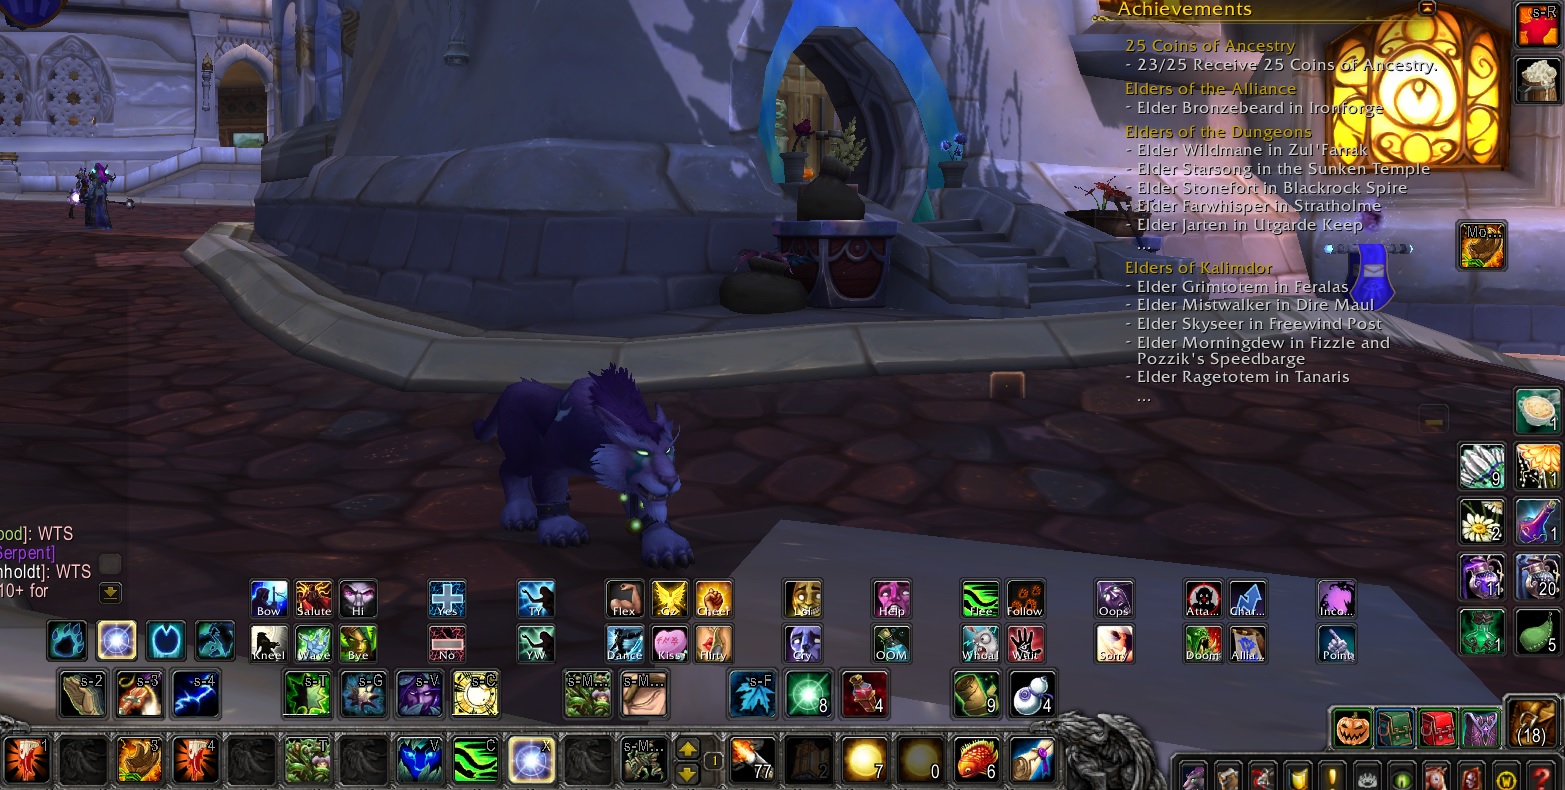 Achievements
25 Coins of Ancestry
- 23/25 Receive 25 Coins of Ancestry.
Elders of the Alliance
- Elder Bronzebeard in Ironforge
Elders of the Dungeons
- Elder Wildmane in Zul'Farrak
- Elder Starsong in the Sunken Temple
- Elder Stonefort in Blackrock Spire
- Elder Farwhisper in Stratholme
- Elder Jarten in Utgarde Keep
...
Elders of Kalimdor
- Elder Grimtotem in Feralas
- Elder Mistwalker in Dire Maul
- Elder Skyseer in Freewind Post
- Elder Morningdew in Fizzle and
Pozzik's Speedbarge
- Elder Ragetotem in Tanaris
...
s-R
Mo...
1
9 1
2 1
11 20
1 5
ood]: WTS
Serpent]
nholdt]: WTS
10+ for
Bow Salute Hi Yes TY Flex Gz Cheer Lol Help Flee Follow Oops Atta... Char... Inco...
Kneel Wave Bye No YW Dance Kiss Flirty Cry OOM Whoa! Wait Sorry Doom Allia... Point
s-2 s-3 s-4 s-T s-G s-V s-C s-M... s-M... s-F 8 4 9 4
1 3 4 T V C X s-M... 1 77 2 7 0 6
(18)
?